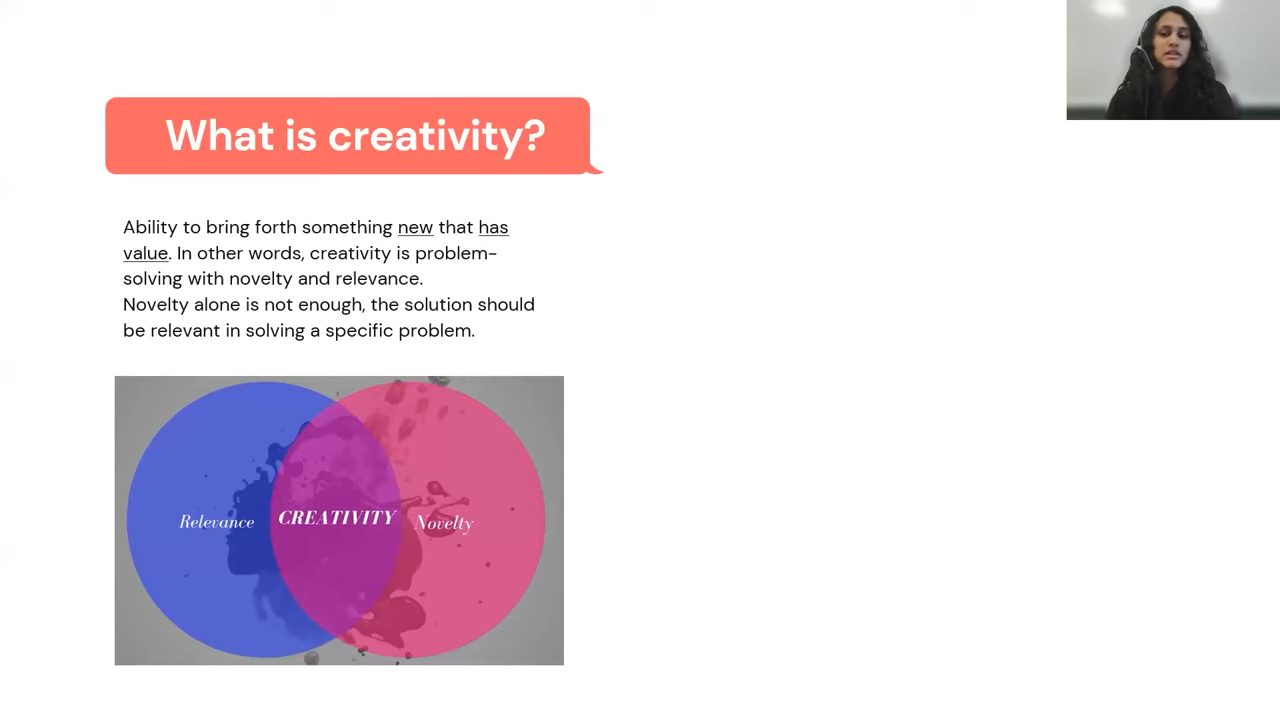 What is creativity?
Ability to bring forth something new that has
value. In other words, creativity is problem-
solving with novelty and relevance.
Novelty alone is not enough, the solution should
be relevant in solving a specific problem.
Relevance
CREATIVITY
Novelty